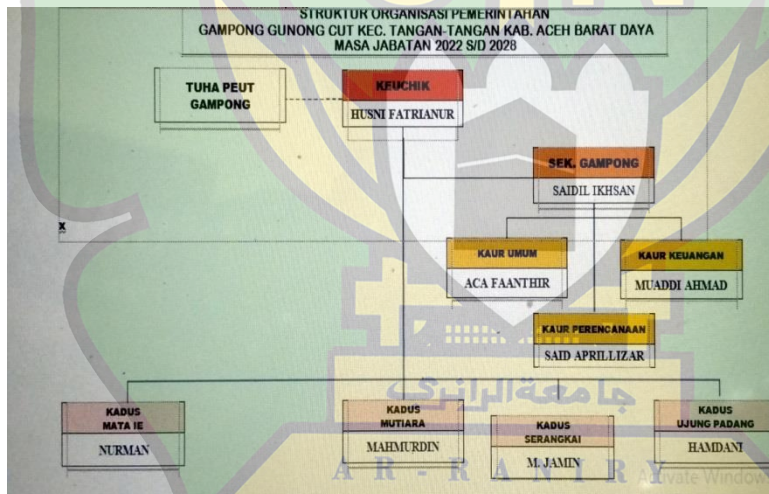 STRUKTUR ORGANISASI PEMERINTAHAN
GAMPONG GUNONG CUT KEC. TANGAN-TANGAN KAB. ACEH BARAT DAYA
MASA JABATAN 2022 S/D 2028
TUHA PEUT
GAMPONG
KEUCHIK
HUSNI FATRIANUR
SEK. GAMPONG
SAIDIL IKHSAN
x
KAUR UMUM
ACA FAANTHIR
KAUR KEUANGAN
MUADDI AHMAD
KAUR PERENCANAAN
SAID APRILLIZAR
جامعة الرانري
KADUS
MATA IE
NURMAN
KADUS
MUTIARA
MAHMURDIN
KADUS
SERANGKAI
M. JAMIN
KADUS
UJUNG PADANG
HAMDANI
AR-RANIRY
Activate Window